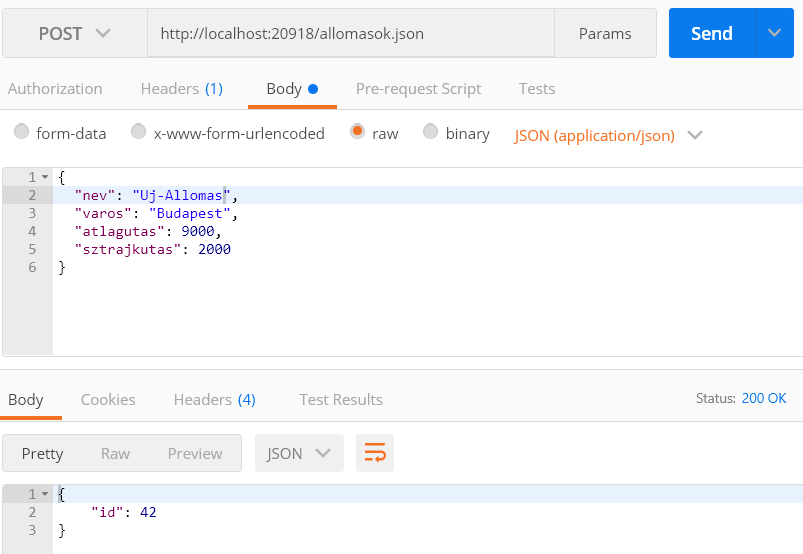 POST http://localhost:20918/allomasok.json Params Send
Authorization Headers (1) Body Pre-request Script Tests
form-data x-www-form-urlencoded raw binary JSON (application/json)
1 {
2 "nev": "Uj-Allomas",
3 "varos": "Budapest",
4 "atlagutas": 9000,
5 "sztrajkutas": 2000
6 }
Body Cookies Headers (4) Test Results Status: 200 OK
Pretty Raw Preview JSON
1 {
2 "id": 42
3 }